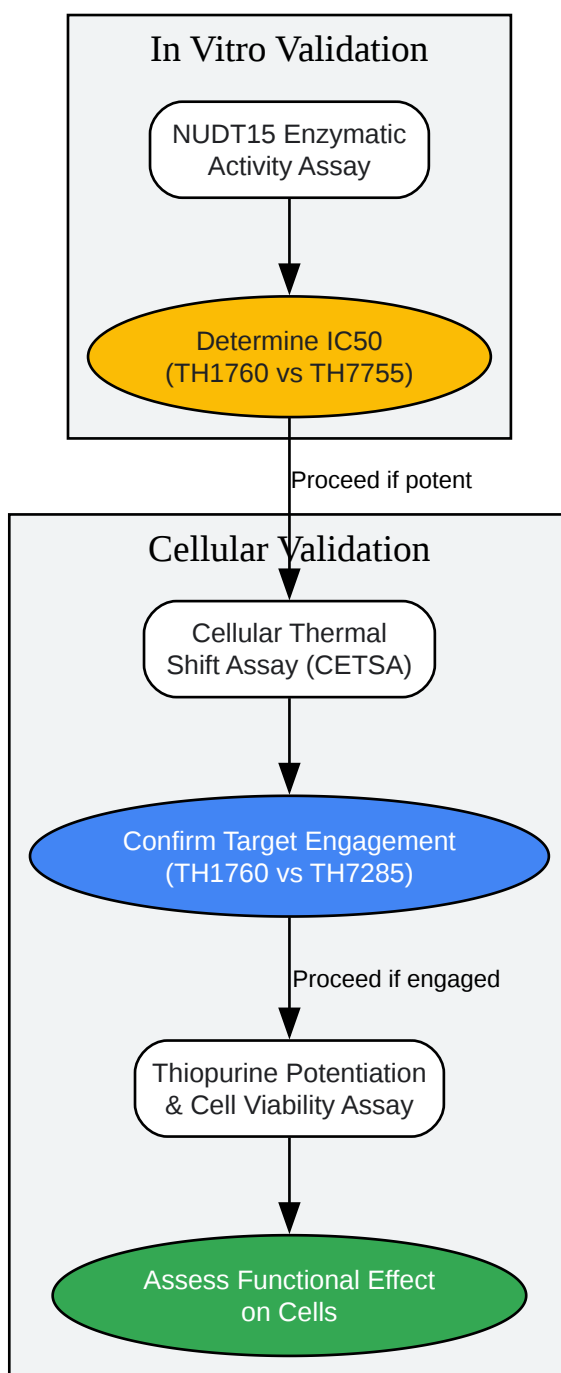 In Vitro Validation
NUDT15 Enzymatic
Activity Assay
Determine IC50
(TH1760 vs TH7755)
Proceed if potent
Cellular Validation
Cellular Thermal
Shift Assay (CETSA)
Confirm Target Engagement
(TH1760 vs TH7285)
Proceed if engaged
Thiopurine Potentiation
& Cell Viability Assay
Assess Functional Effect
on Cells